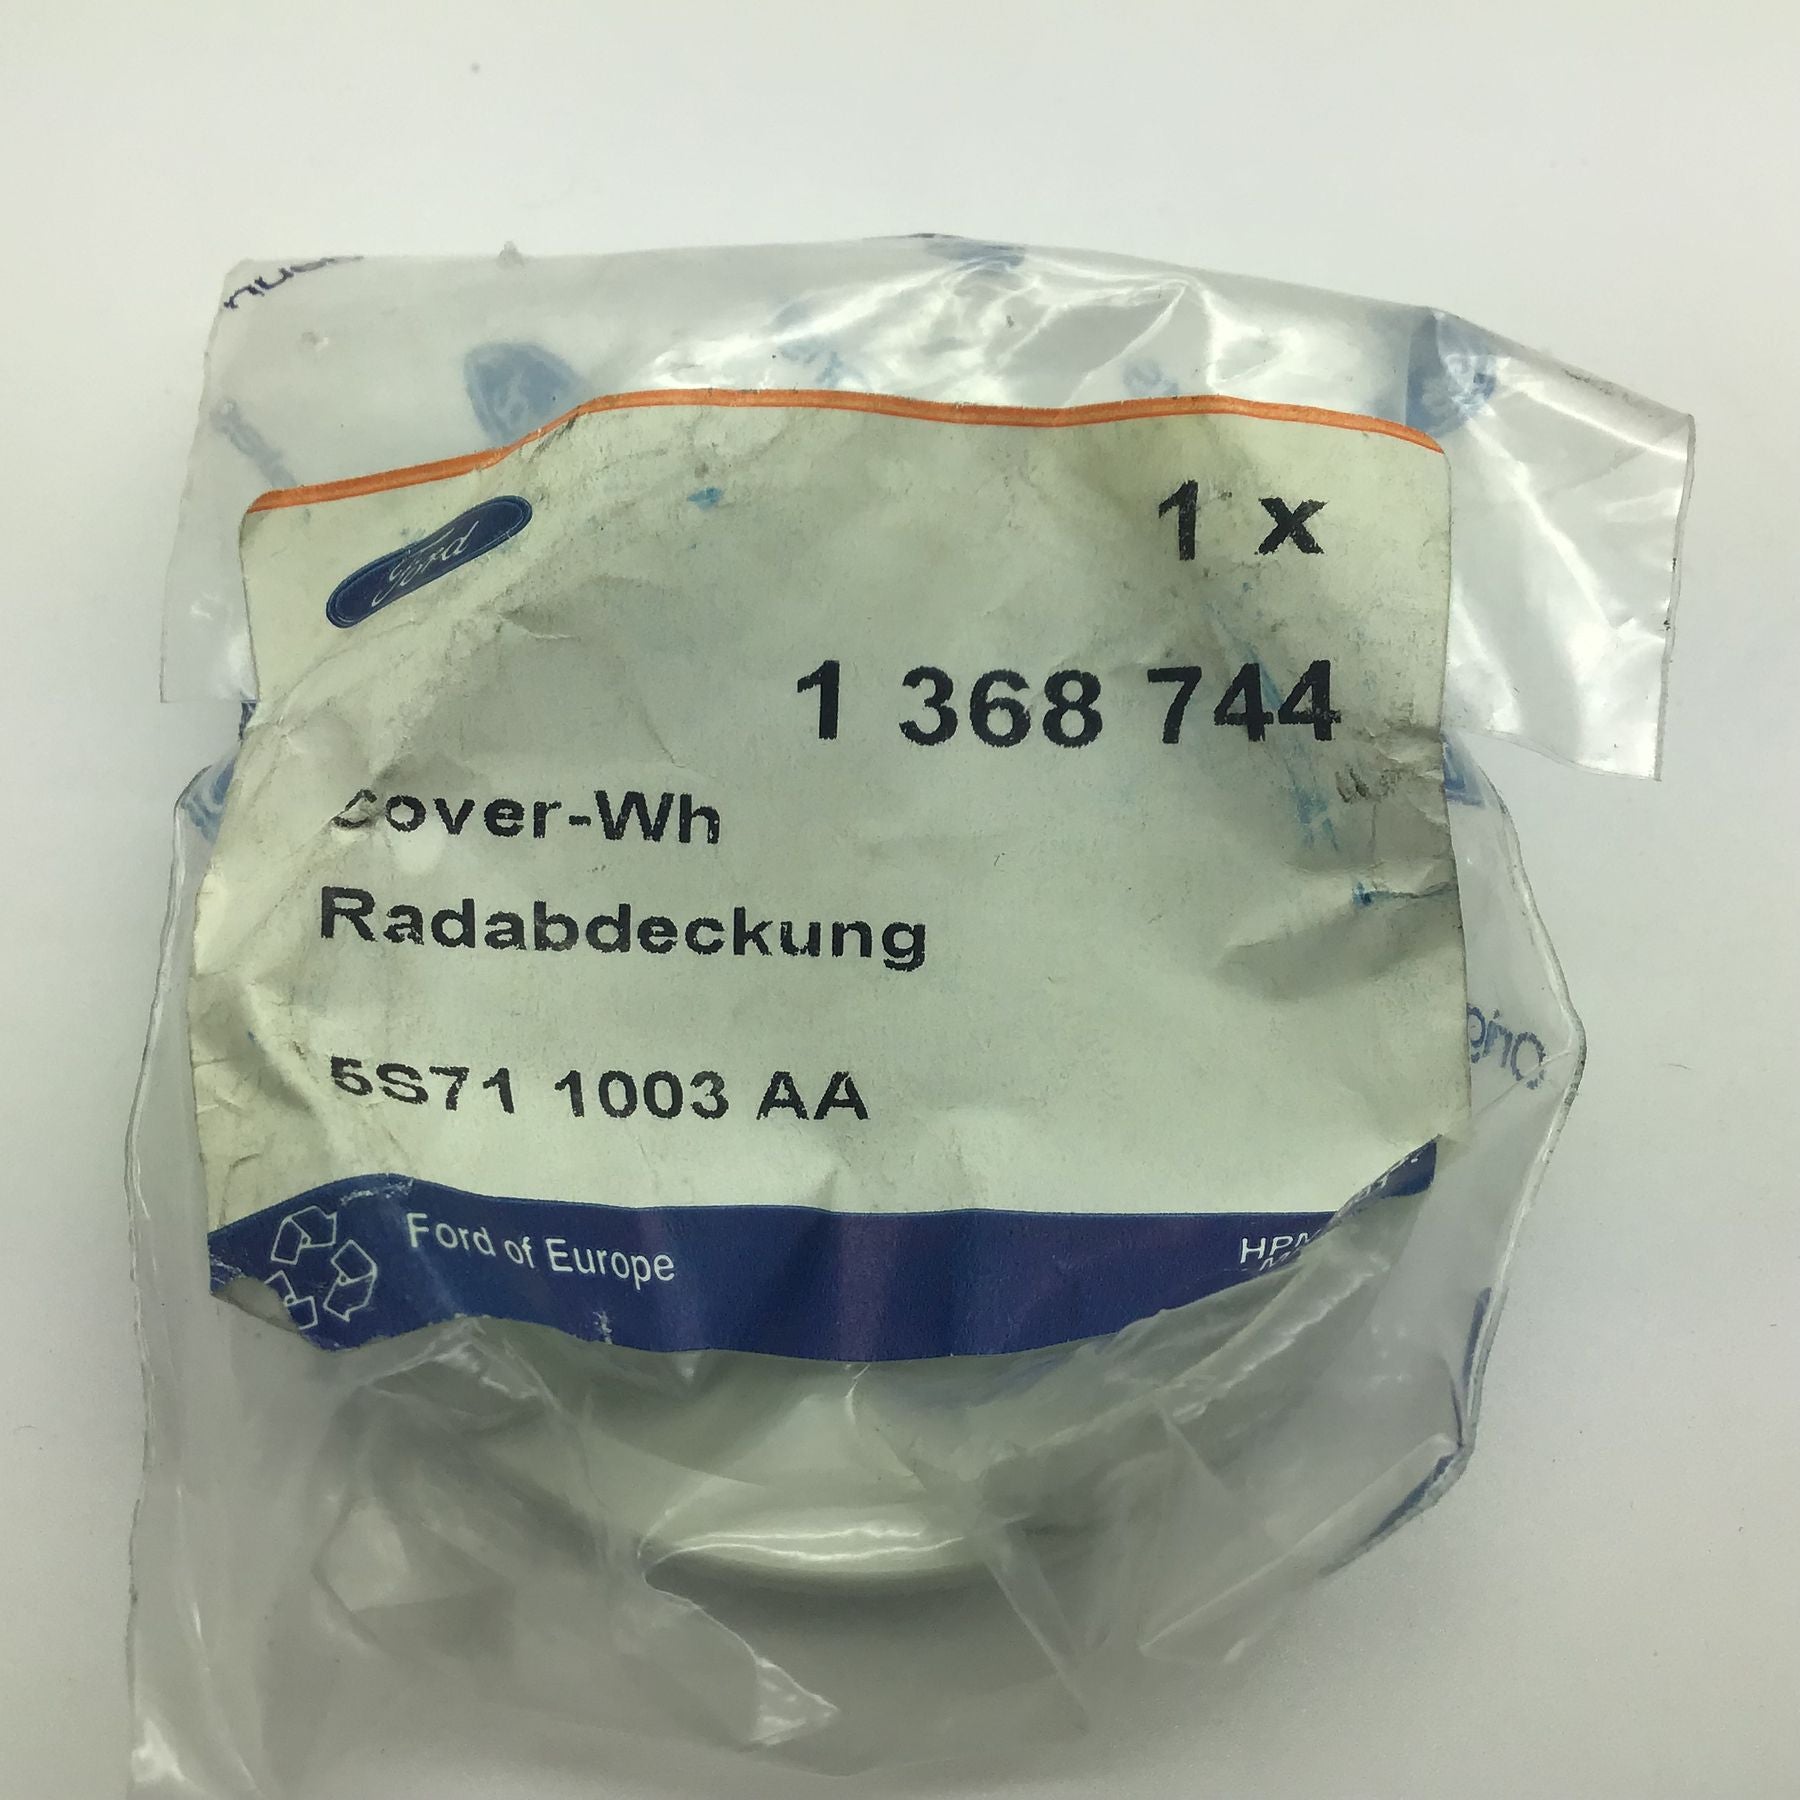 Ford
1 x
1 368 744
cover-Wh
Radabdeckung
5S71 1003 AA
Ford of Europe